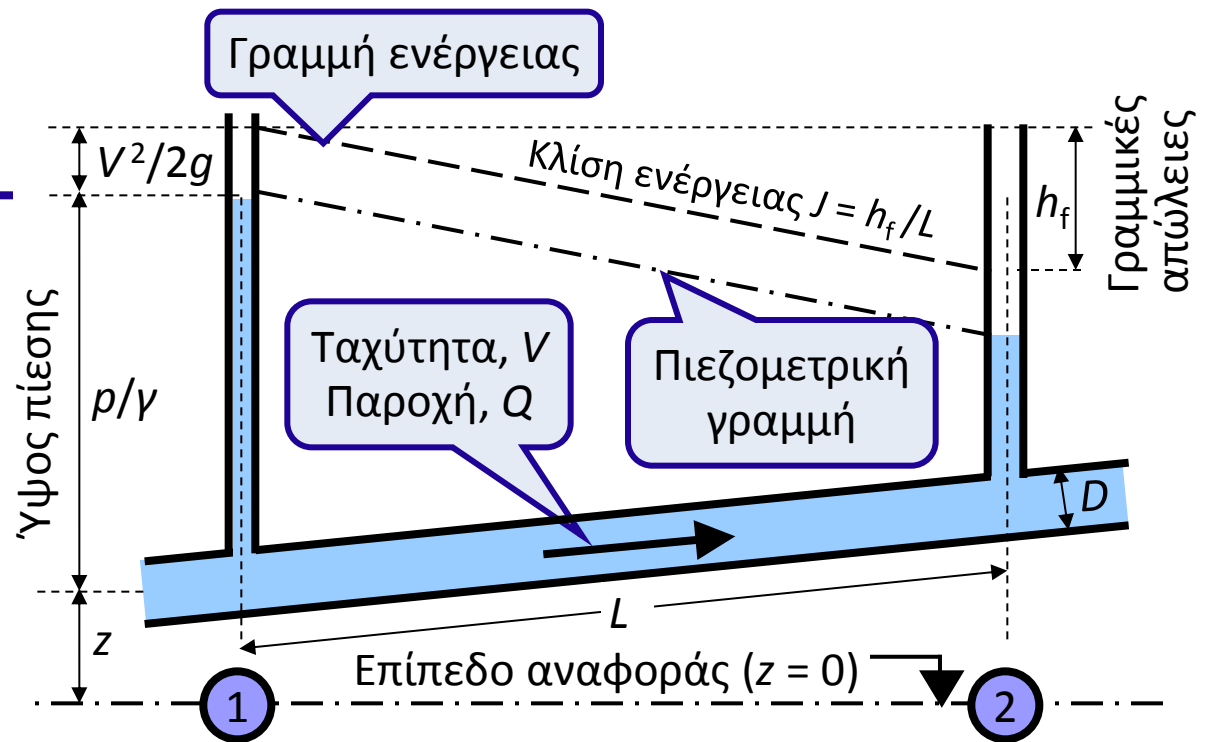 Γραμμή ενέργειας
V²/2g
Κλίση ενέργειας J = h_f/L
h_f
Γραμμικές
απώλειες
Ύψος πίεσης
p/γ
Ταχύτητα, V
Παροχή, Q
Πιεζομετρική
γραμμή
D
L
z
Επίπεδο αναφοράς (z = 0)
1
2